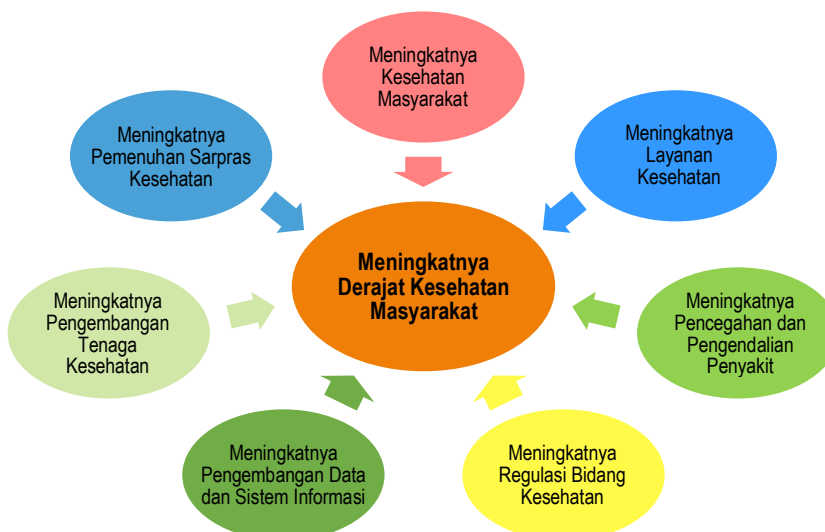 Meningkatnya
Kesehatan
Masyarakat
Meningkatnya
Layanan
Kesehatan
Meningkatnya
Pencegahan dan
Pengendalian
Penyakit
Meningkatnya
Regulasi Bidang
Kesehatan
Meningkatnya
Pengembangan Data
dan Sistem Informasi
Meningkatnya
Pengembangan
Tenaga
Kesehatan
Meningkatnya
Pemenuhan Sarpras
Kesehatan
Meningkatnya
Derajat Kesehatan
Masyarakat